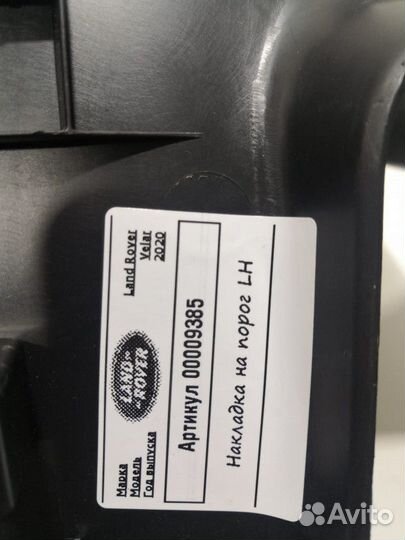 Марка Land Rover
Модель Velar
Год выпуска 2020
LAND-
-ROVER
Артикул 00009385
Накладка на порог LH
Avito